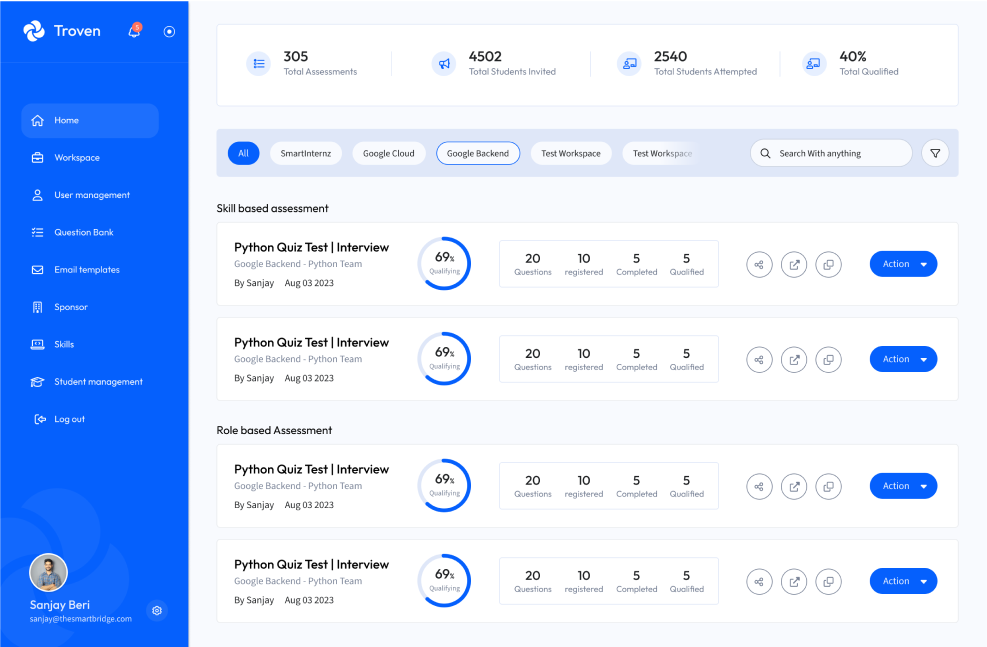 Troven
5
Home
Workspace
User management
Question Bank
Email templates
Sponsor
Skills
Student management
Log out
Sanjay Beri
sanjay@thesmartbridge.com
305
Total Assessments
4502
Total Students Invited
2540
Total Students Attempted
40%
Total Qualified
All
SmartInternz
Google Cloud
Google Backend
Test Workspace
Test Workspace
Search With anything
Skill based assessment
Python Quiz Test | Interview
Google Backend - Python Team
By Sanjay Aug 03 2023
69%
Qualifying
20 10 5 5
Questions registered Completed Qualified
Action
Python Quiz Test | Interview
Google Backend - Python Team
By Sanjay Aug 03 2023
69%
Qualifying
20 10 5 5
Questions registered Completed Qualified
Action
Role based Assessment
Python Quiz Test | Interview
Google Backend - Python Team
By Sanjay Aug 03 2023
69%
Qualifying
20 10 5 5
Questions registered Completed Qualified
Action
Python Quiz Test | Interview
Google Backend - Python Team
By Sanjay Aug 03 2023
69%
Qualifying
20 10 5 5
Questions registered Completed Qualified
Action